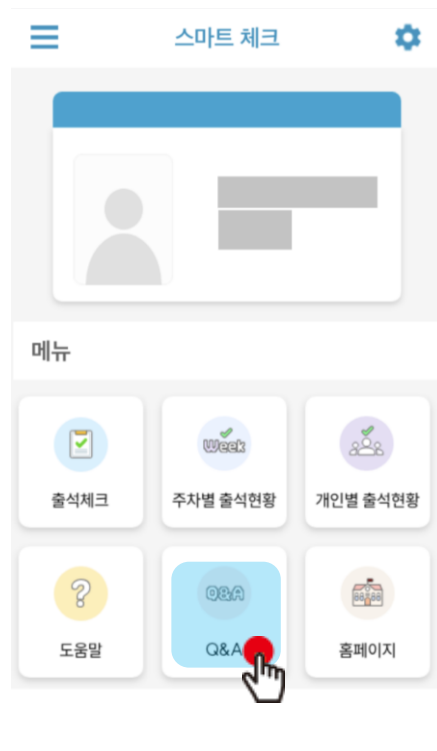 스마트 체크
메뉴
Week
출석체크
주차별 출석현황
개인별 출석현황
Q&A
도움말
Q&A
홈페이지